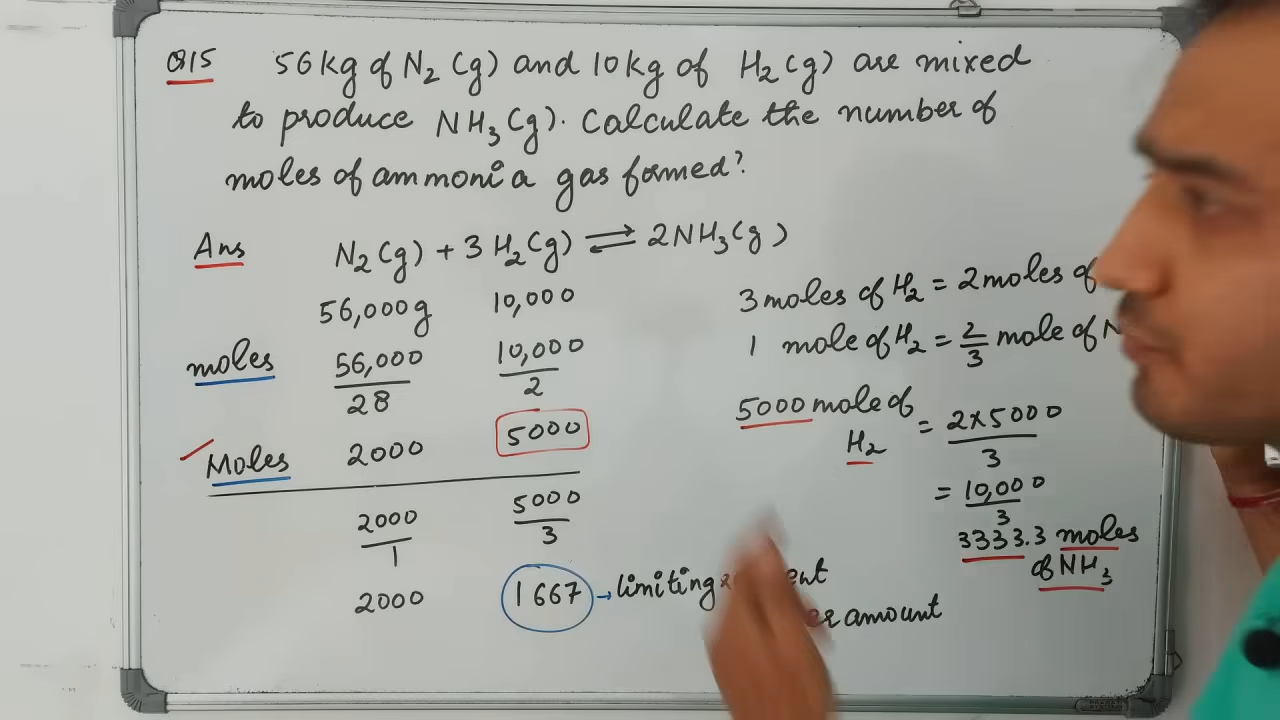 Q15 56kg of N₂(g) and 10kg of H₂(g) are mixed
to produce NH₃(g). Calculate the number of
moles of ammonia gas formed?
Ans N₂(g) + 3H₂(g) ⇌ 2NH₃(g)
56,000g 10,000
moles 56,000/28 10,000/2
Moles 2000 5000
2000/1 5000/3
2000 1667 → limiting
amount
3 moles of H₂ = 2 moles of
1 mole of H₂ = 2/3 mole of N
5000 mole of H₂ = 2×5000/3
= 10,000/3
3333.3 moles
of NH₃